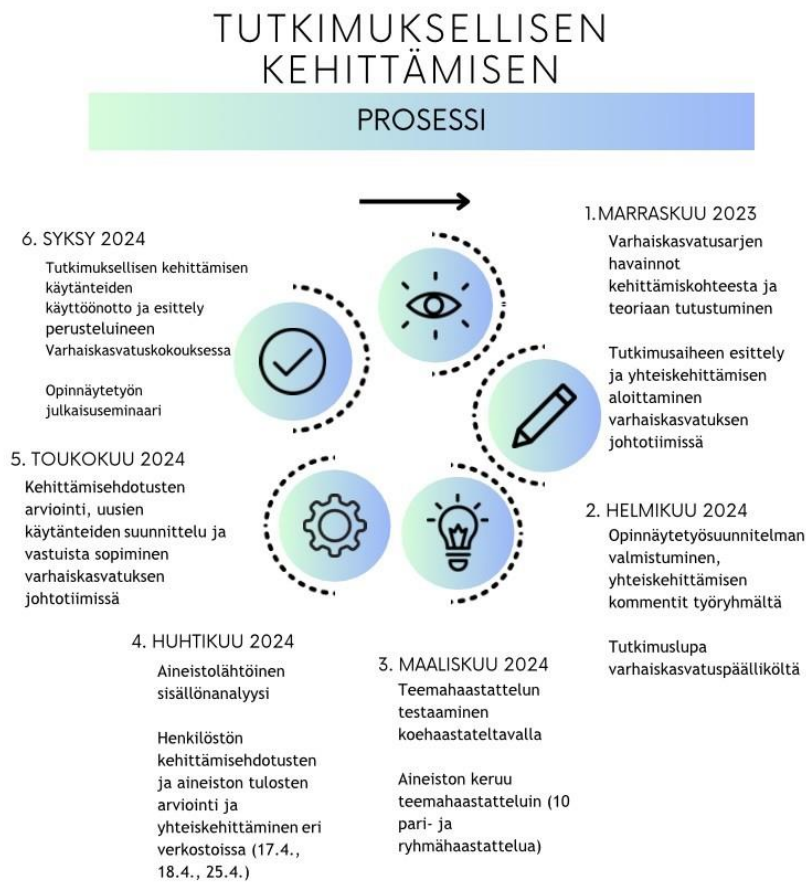 TUTKIMUKSELLISEN
KEHITTÄMISEN
PROSESSI
1. MARRASKUU 2023
Varhaiskasvatusarjen
havainnot
kehittämiskohteesta ja
teoriaan tutustuminen
Tutkimusaiheen esittely
ja yhteiskehittämisen
aloittaminen
varhaiskasvatuksen
johtotiimissä
2. HELMIKUU 2024
Opinnäytetyösuunnitelman
valmistuminen,
yhteiskehittämisen
kommentit työryhmältä
Tutkimuslupa
varhaiskasvatuspäälliköltä
3. MAALISKUU 2024
Teemahaastattelun
testaaminen
koehaastateltavalla
Aineiston keruu
teemahaastatteluin (10
pari- ja
ryhmähaastattelua)
4. HUHTIKUU 2024
Aineistolähtöinen
sisällönanalyysi
Henkilöstön
kehittämisehdotusten
ja aineiston tulosten
arviointi ja
yhteiskehittäminen eri
verkostoissa (17.4.,
18.4., 25.4.)
5. TOUKOKUU 2024
Kehittämisehdotusten
arviointi, uusien
käytänteiden suunnittelu ja
vastuista sopiminen
varhaiskasvatuksen
johtotiimissä
6. SYKSY 2024
Tutkimuksellisen kehittämisen
käytänteiden
käyttöönotto ja esittely
perusteluineen
Varhaiskasvatuskokouksessa
Opinnäytetyön
julkaisuseminaari